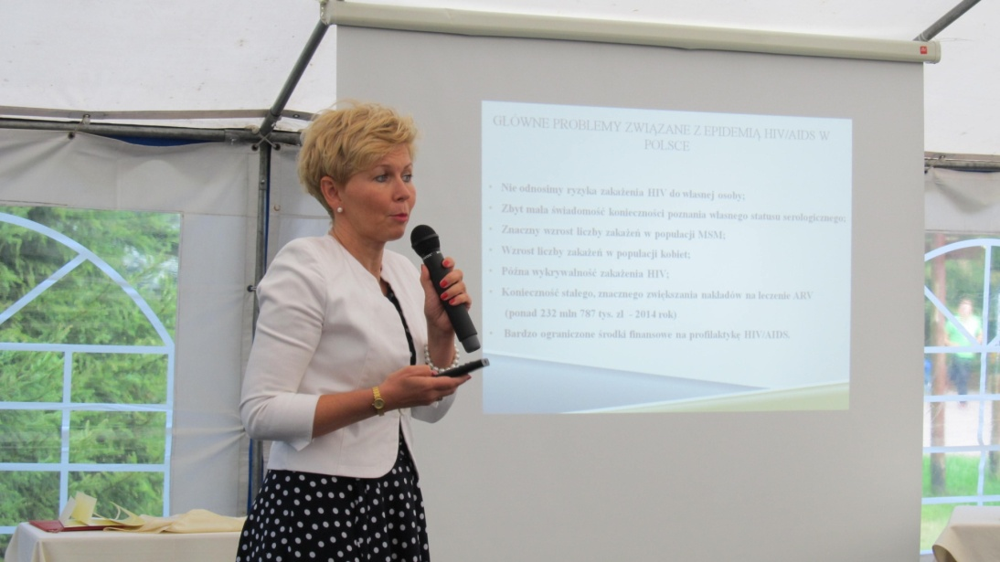 GŁÓWNE PROBLEMY ZWIĄZANE Z EPIDEMIĄ HIV/AIDS W
POLSCE
• Nie odnosimy ryzyka zakażenia HIV do własnej osoby;
• Zbyt mała świadomość konieczności poznania własnego statusu serologicznego;
• Znaczny wzrost liczby zakażeń w populacji MSM;
• Wzrost liczby zakażeń w populacji kobiet;
• Późna wykrywalność zakażenia HIV;
• Konieczność stałego, znacznego zwiększania nakładów na leczenie ARV
(ponad 232 mln 787 tys. zł - 2014 rok)
• Bardzo ograniczone środki finansowe na profilaktykę HIV/AIDS.